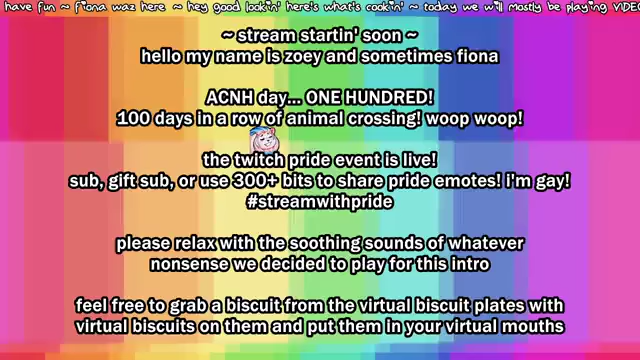 have fun ~ fiona waz here ~ hey good lookin' here's what's cookin' ~ today we will mostly be playing VIDEO
~ stream startin' soon ~
hello my name is zoey and sometimes fiona
ACNH day... ONE HUNDRED!
100 days in a row of animal crossing! woop woop!
the twitch pride event is live!
sub, gift sub, or use 300+ bits to share pride emotes! i'm gay!
#streamwithpride
please relax with the soothing sounds of whatever
nonsense we decided to play for this intro
feel free to grab a biscuit from the virtual biscuit plates with
virtual biscuits on them and put them in your virtual mouths